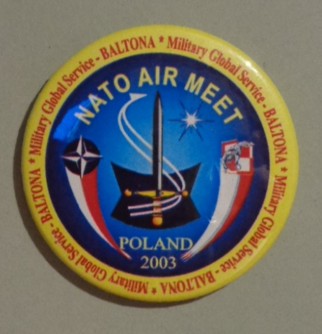 BALTONA * Military Global Service - BALTONA * Military Global Service - BALTONA * Military Global Service - BALTONA * Military Global Service -
NATO AIR MEET
POLAND
2003